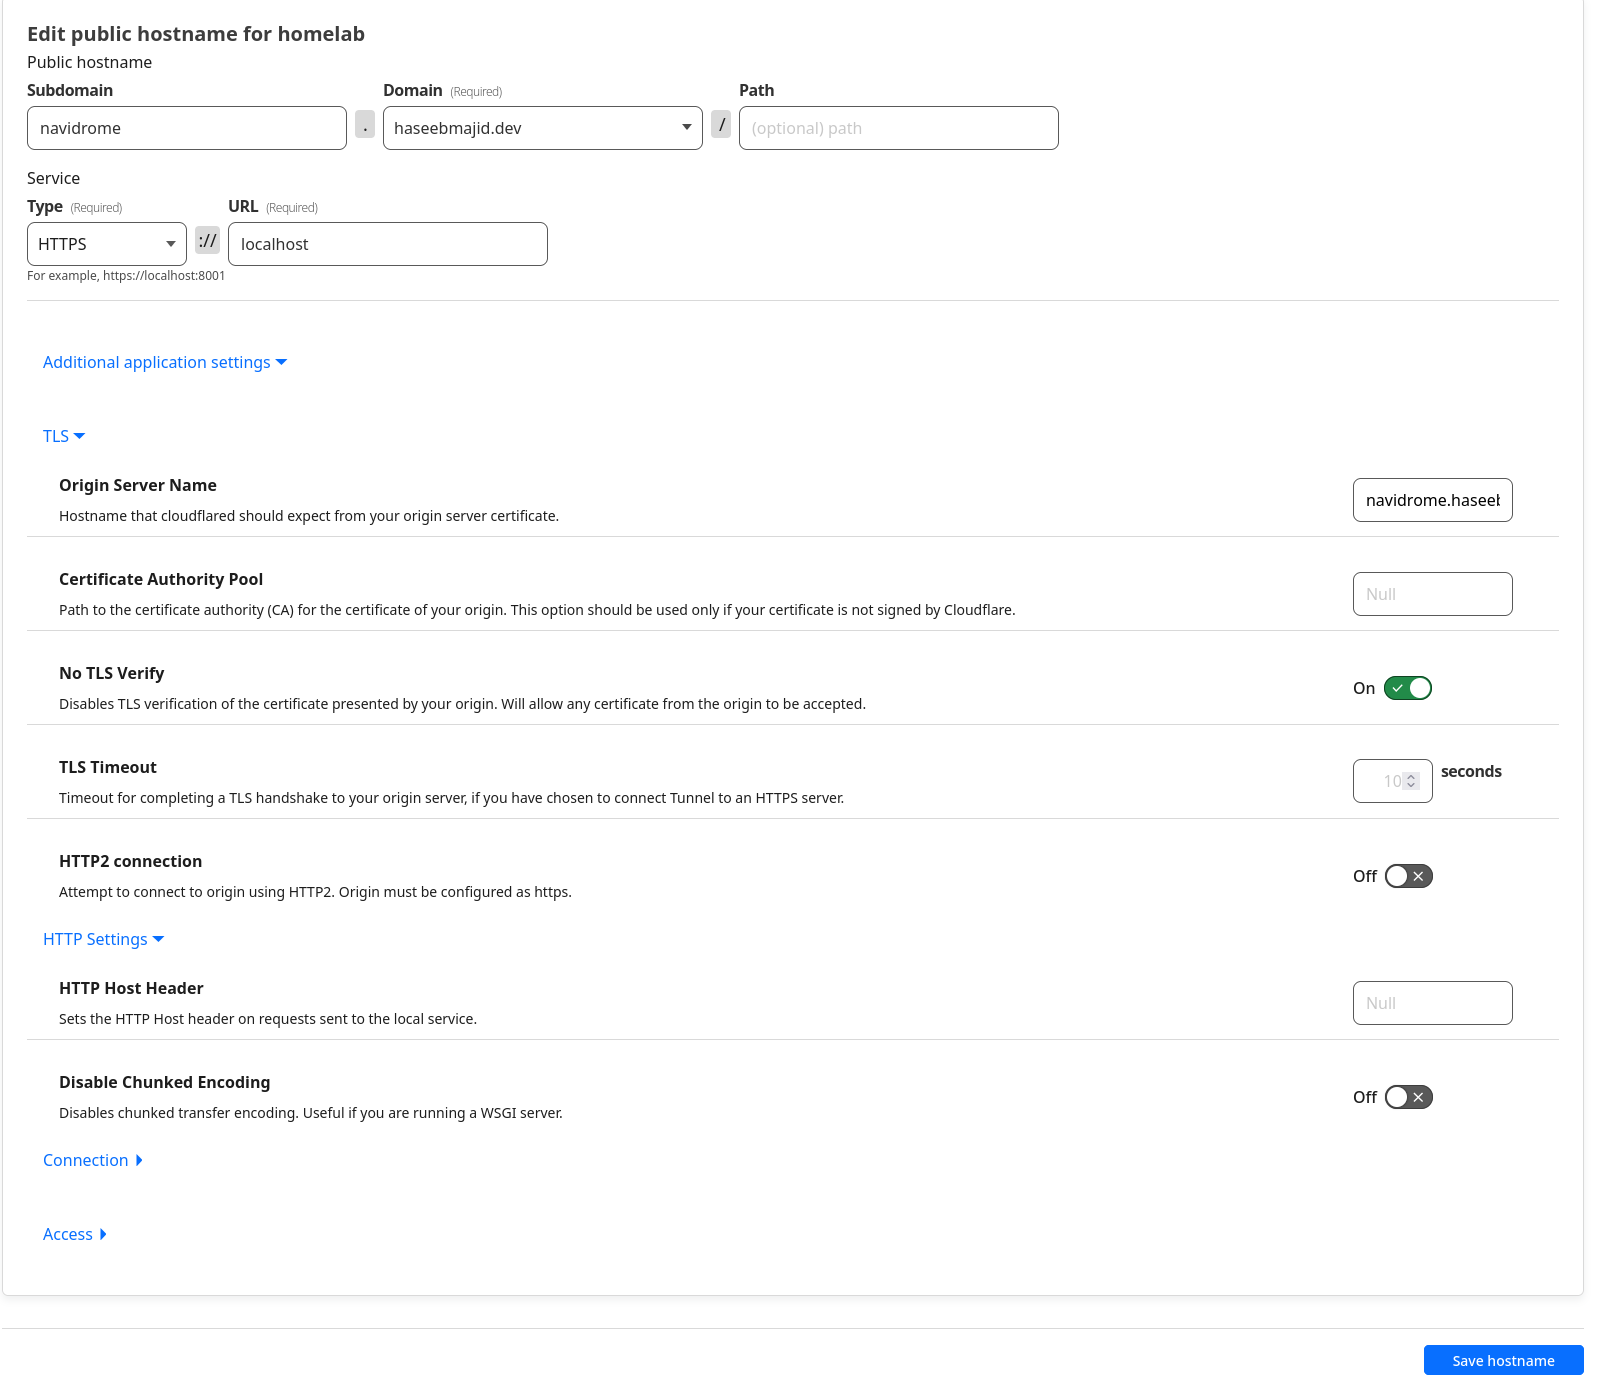 Edit public hostname for homelab
Public hostname
Subdomain Domain (Required) Path
navidrome . haseebmajid.dev / (optional) path
Service
Type (Required) URL (Required)
HTTPS :// localhost
For example, https://localhost:8001
Additional application settings
TLS
Origin Server Name
Hostname that cloudflared should expect from your origin server certificate.
navidrome.haseeb
Certificate Authority Pool
Path to the certificate authority (CA) for the certificate of your origin. This option should be used only if your certificate is not signed by Cloudflare.
Null
No TLS Verify
Disables TLS verification of the certificate presented by your origin. Will allow any certificate from the origin to be accepted.
On
TLS Timeout
Timeout for completing a TLS handshake to your origin server, if you have chosen to connect Tunnel to an HTTPS server.
10 seconds
HTTP2 connection
Attempt to connect to origin using HTTP2. Origin must be configured as https.
Off
HTTP Settings
HTTP Host Header
Sets the HTTP Host header on requests sent to the local service.
Null
Disable Chunked Encoding
Disables chunked transfer encoding. Useful if you are running a WSGI server.
Off
Connection
Access
Save hostname